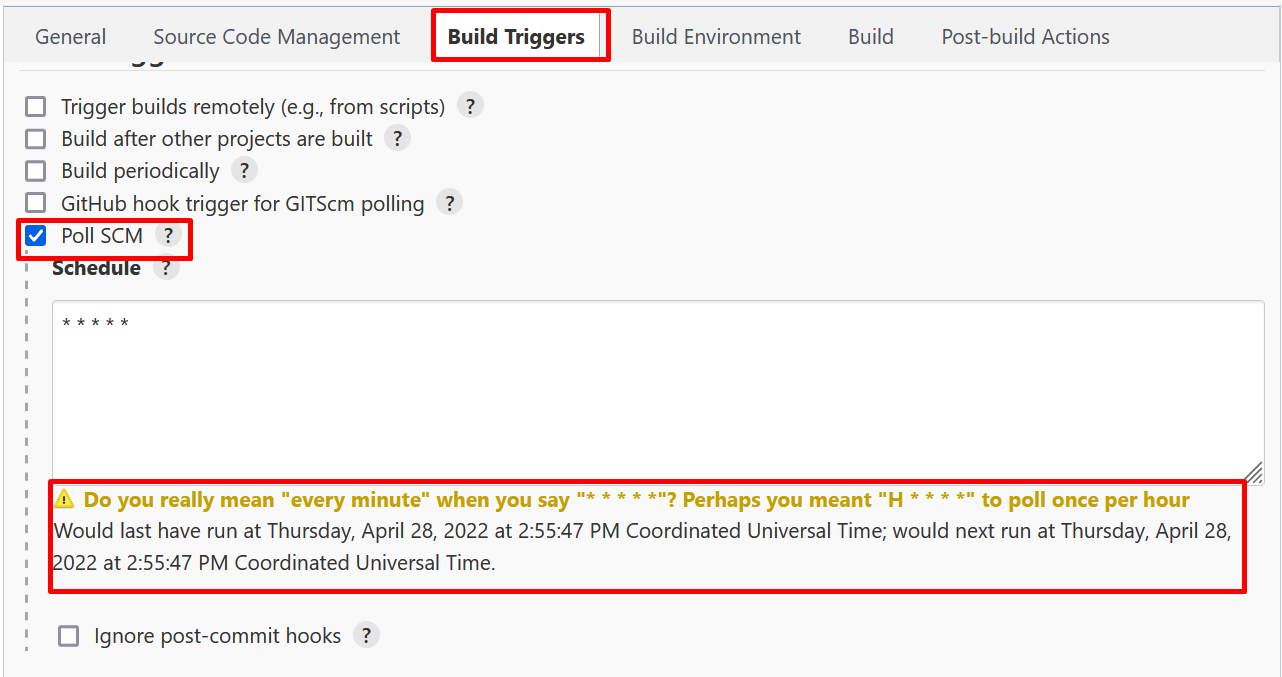 General Source Code Management Build Triggers Build Environment Build Post-build Actions
Trigger builds remotely (e.g., from scripts) ?
Build after other projects are built ?
Build periodically ?
GitHub hook trigger for GITScm polling ?
Poll SCM ?
Schedule ?
* * * * *
Do you really mean "every minute" when you say "* * * * *"? Perhaps you meant "H * * * *" to poll once per hour
Would last have run at Thursday, April 28, 2022 at 2:55:47 PM Coordinated Universal Time; would next run at Thursday, April 28,
2022 at 2:55:47 PM Coordinated Universal Time.
Ignore post-commit hooks ?